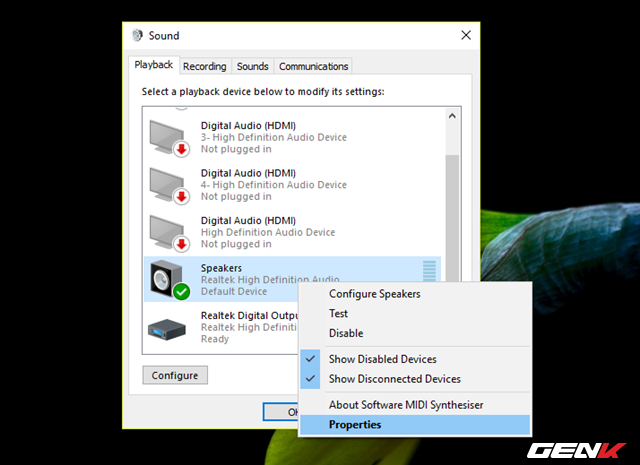 Sound
Playback Recording Sounds Communications
Select a playback device below to modify its settings:
Digital Audio (HDMI)
3- High Definition Audio Device
Not plugged in
Digital Audio (HDMI)
4- High Definition Audio Device
Not plugged in
Digital Audio (HDMI)
High Definition Audio Device
Not plugged in
Speakers
Realtek High Definition Audio
Default Device
Realtek Digital Outpu
Realtek High Definiti
Ready
Configure
Configure Speakers
Test
Disable
Show Disabled Devices
Show Disconnected Devices
About Software MIDI Synthesiser
Properties
OK
GENK